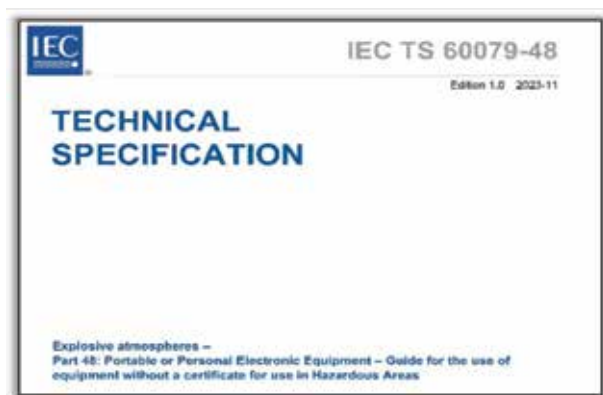 IEC
IEC TS 60079-48
Edition 1.0 2023-11
TECHNICAL
SPECIFICATION
Explosive atmospheres –
Part 48: Portable or Personal Electronic Equipment – Guide for the use of
equipment without a certificate for use in Hazardous Areas